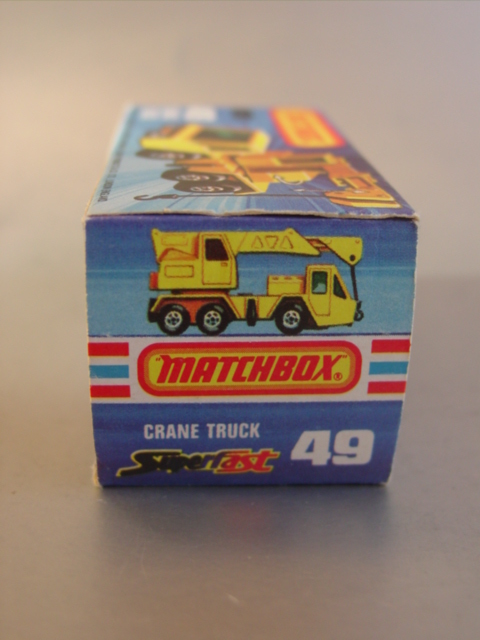 "MATCHBOX"®
CRANE TRUCK
Superfast 49